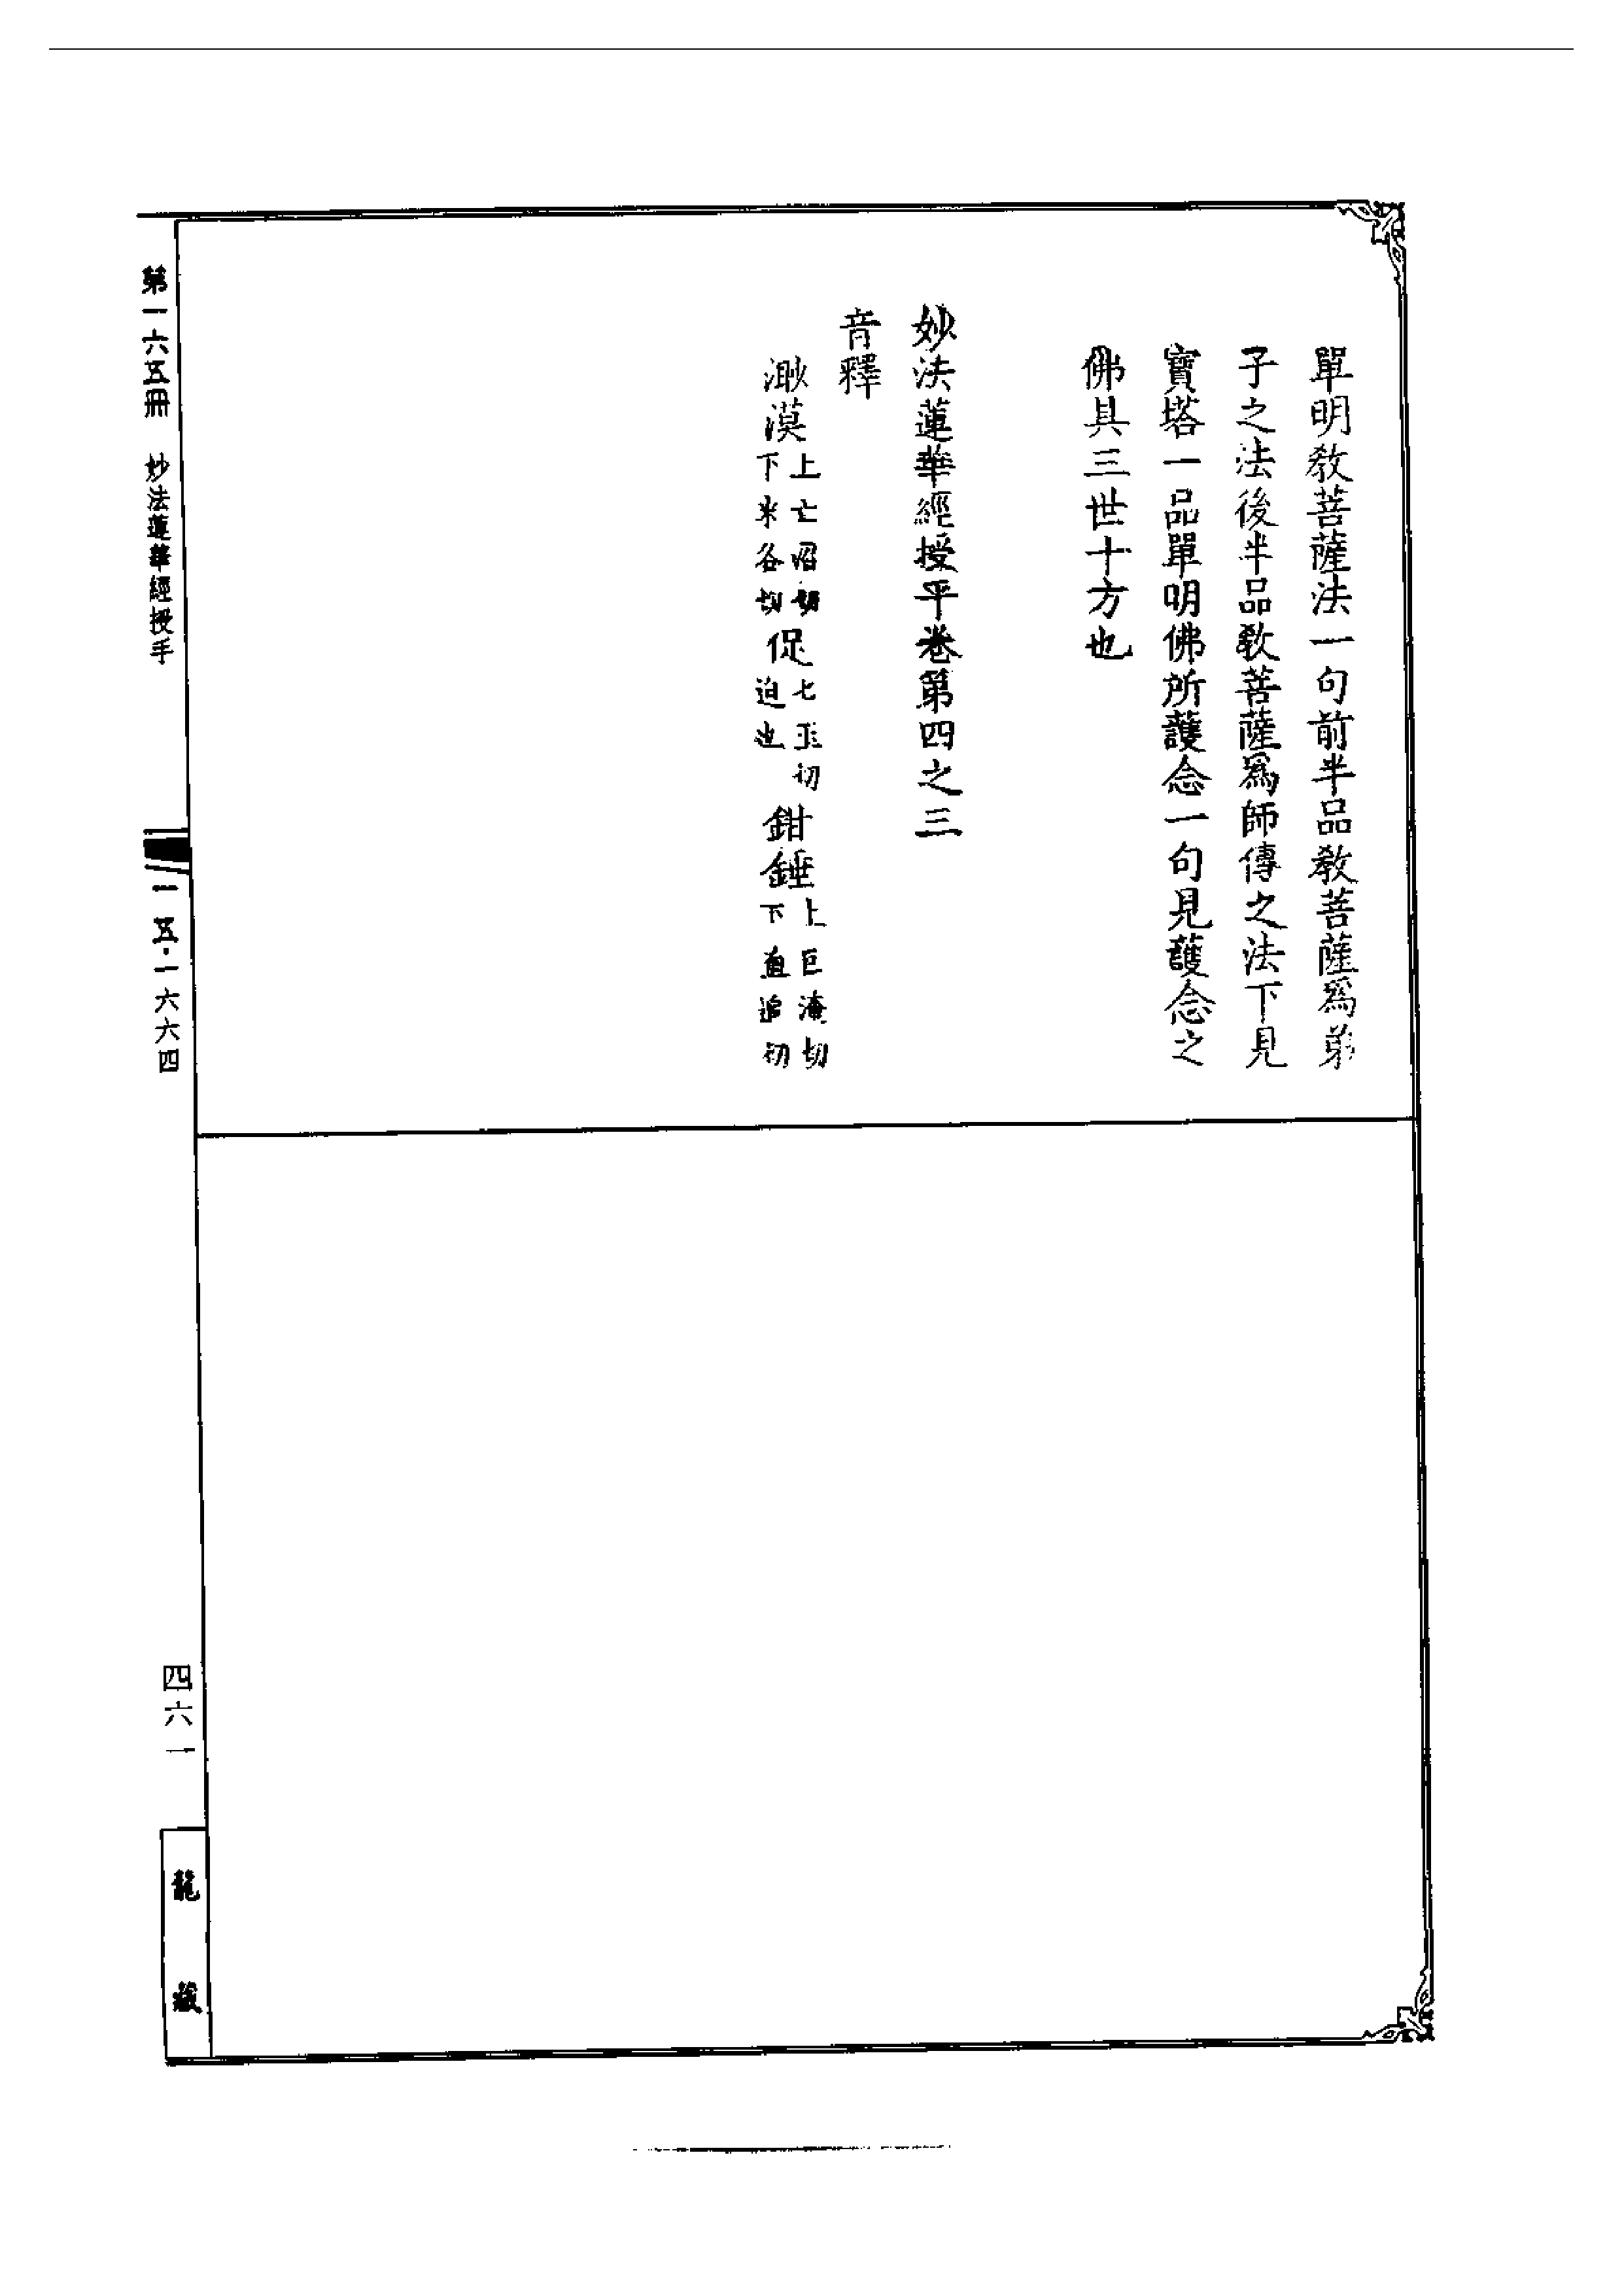 單明教菩薩法一句前半品教菩薩爲弟
子之法後半品教菩薩爲師傳之法下見
寶塔一品單明佛所護念一句見護念之
佛具三世十方也
妙法蓮華經授手卷第四之三
音釋
渺漠上亡沼切下末各切促七玉切迫也鉗錘上巨淹切下直追切
第一六五冊 妙法蓮華經授手
一五·一六六四
四六一
龍藏